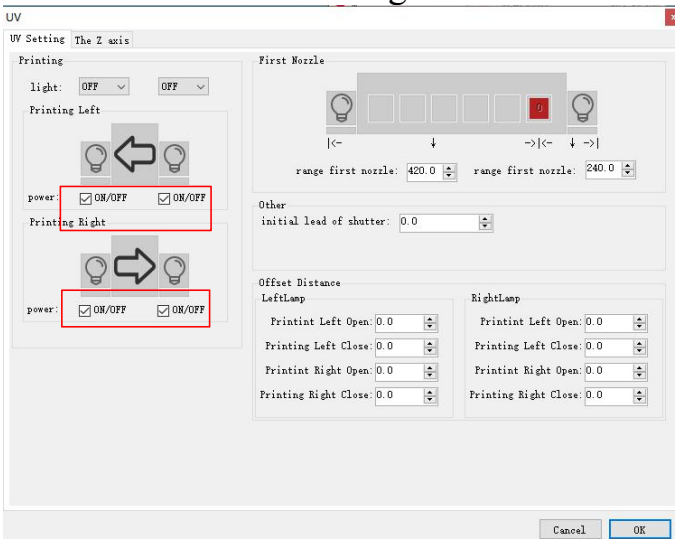 UV
UV Setting The Z axis
Printing
light: OFF OFF
Printing Left
power: ON/OFF ON/OFF
Printing Right
power: ON/OFF ON/OFF
First Nozzle
0
|<- ↓ ->|<- ↓ ->|
range first nozzle: 420.0 range first nozzle: 240.0
Other
initial lead of shutter: 0.0
Offset Distance
LeftLamp
Printint Left Open: 0.0
Printing Left Close: 0.0
Printint Right Open: 0.0
Printing Right Close: 0.0
RightLamp
Printint Left Open: 0.0
Printing Left Close: 0.0
Printint Right Open: 0.0
Printing Right Close: 0.0
Cancel OK